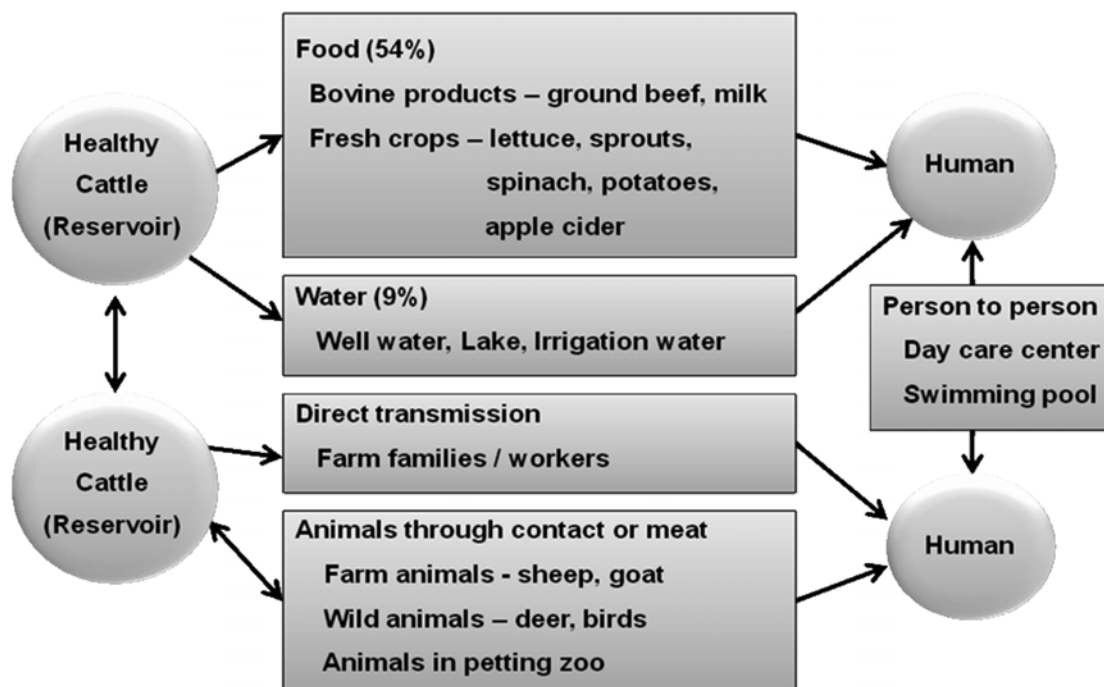 Healthy
Cattle
(Reservoir)
Food (54%)
Bovine products – ground beef, milk
Fresh crops – lettuce, sprouts,
spinach, potatoes,
apple cider
Human
Water (9%)
Well water, Lake, Irrigation water
Person to person
Day care center
Swimming pool
Healthy
Cattle
(Reservoir)
Direct transmission
Farm families / workers
Animals through contact or meat
Farm animals - sheep, goat
Wild animals – deer, birds
Animals in petting zoo
Human